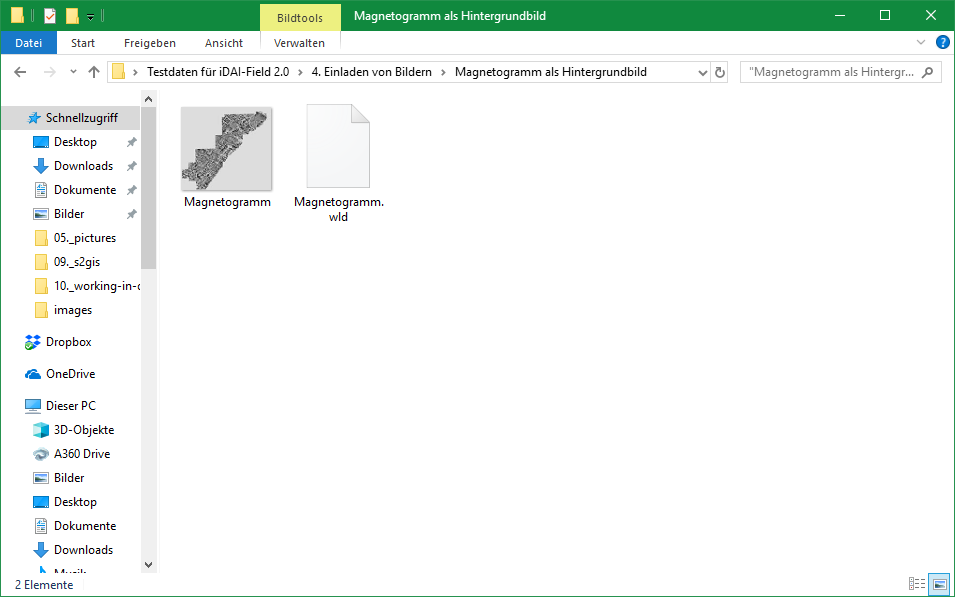 Bildtools
Magnetogramm als Hintergrundbild
Datei
Start
Freigeben
Ansicht
Verwalten
Testdaten für iDAI-Field 2.0 › 4. Einladen von Bildern › Magnetogramm als Hintergrundbild
"Magnetogramm als Hintergr...
Schnellzugriff
Desktop
Downloads
Dokumente
Bilder
05._pictures
09._s2gis
10._working-in-c
images
Dropbox
OneDrive
Dieser PC
3D-Objekte
A360 Drive
Bilder
Desktop
Dokumente
Downloads
Musik
Magnetogramm
Magnetogramm.
wld
2 Elemente